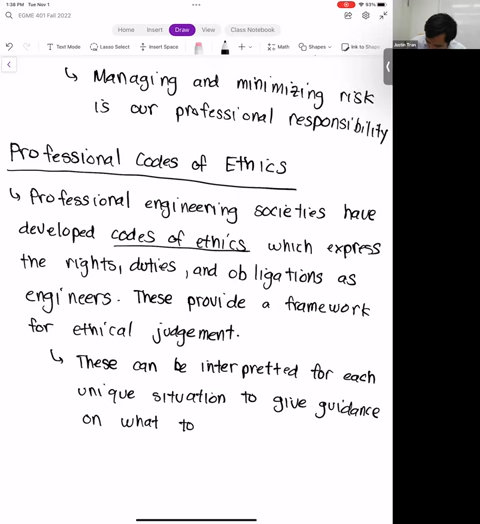 1:38 PM Tue Nov 1
93%
EGME 401 Fall 2022
Home Insert Draw View Class Notebook
Text Mode Lasso Select Insert Space Math Shapes Ink to Shape
Justin Tran
↳ Managing and minimizing risk
is our professional responsibility
Professional Codes of Ethics
↳ Professional engineering societies have
developed codes of ethics which express
the rights, duties, and obligations as
engineers. These provide a framework
for ethical judgement.
↳ These can be interpretted for each
unique situation to give guidance
on what to